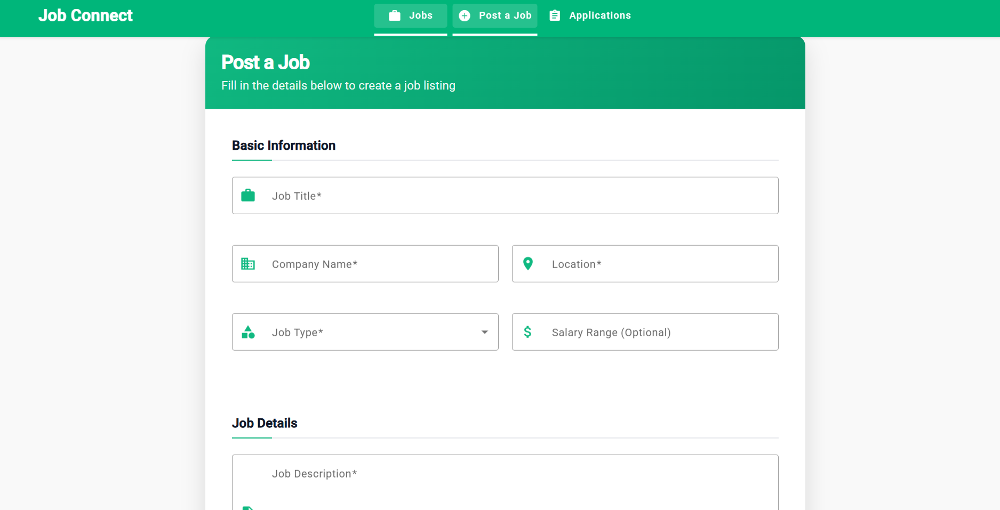 Job Connect
Jobs
Post a Job
Applications
Post a Job
Fill in the details below to create a job listing
Basic Information
Job Title*
Company Name*
Location*
Job Type*
Salary Range (Optional)
Job Details
Job Description*